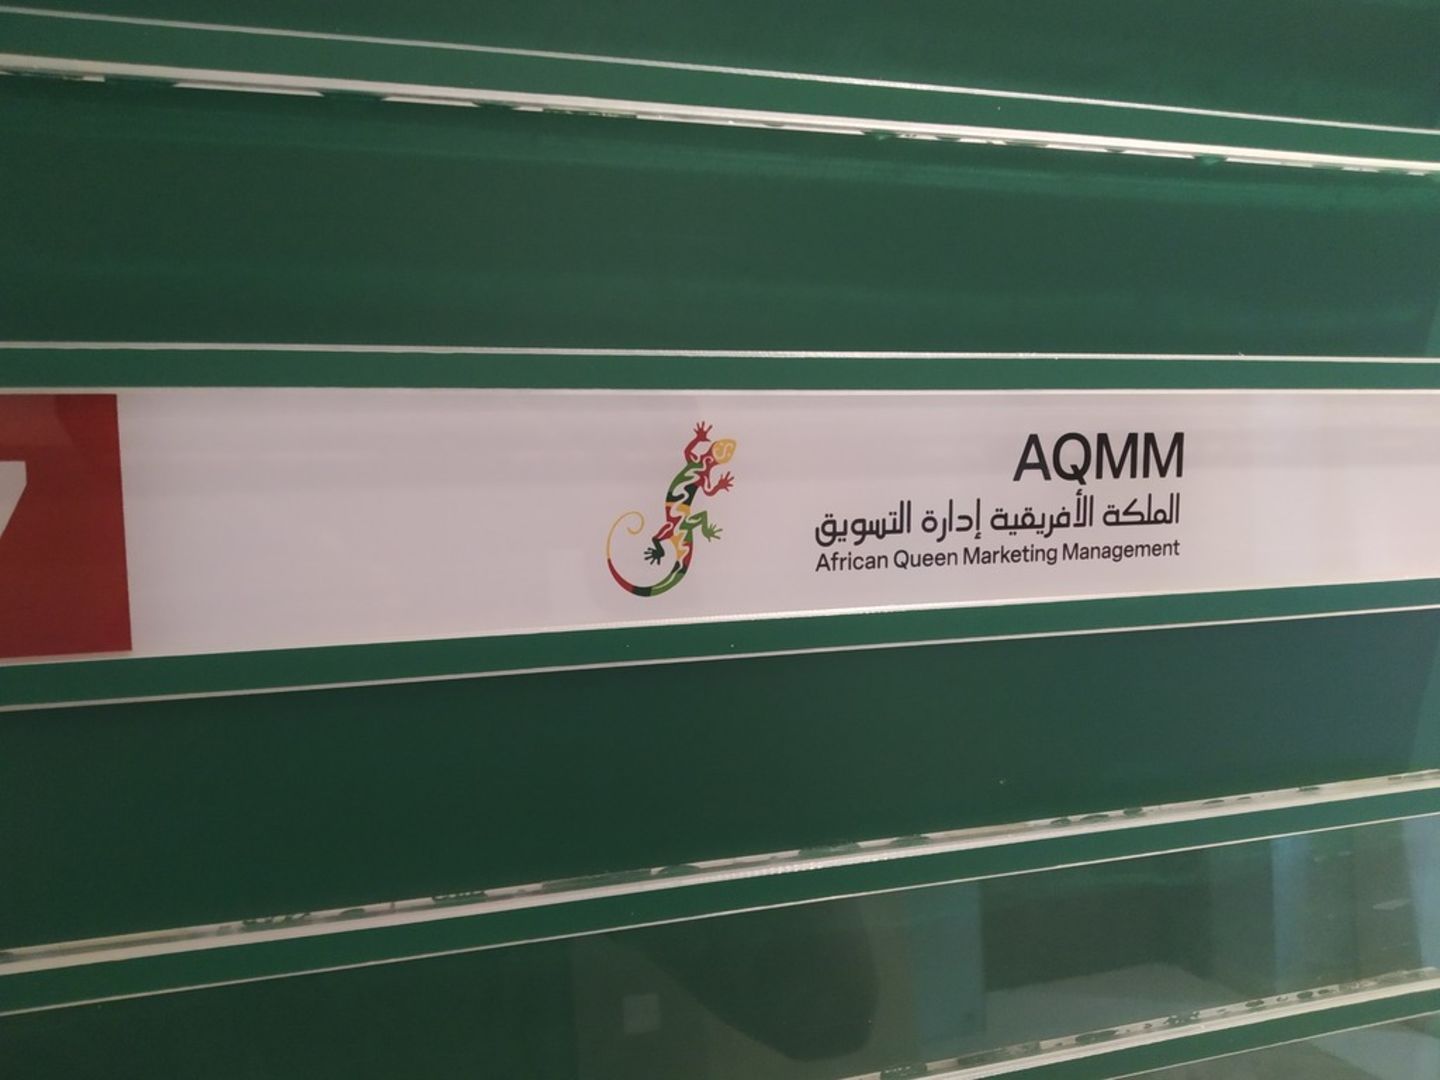 AQMM
الملكة الأفريقية إدارة التسويق
African Queen Marketing Management